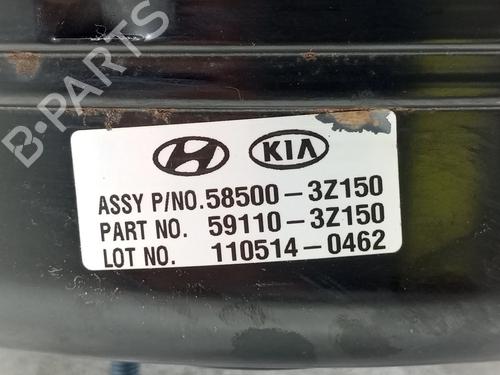 B-PARTS
KIA
ASSY P/NO.58500-3Z150
PART NO. 59110-3Z150
LOT NO. 110514-0462